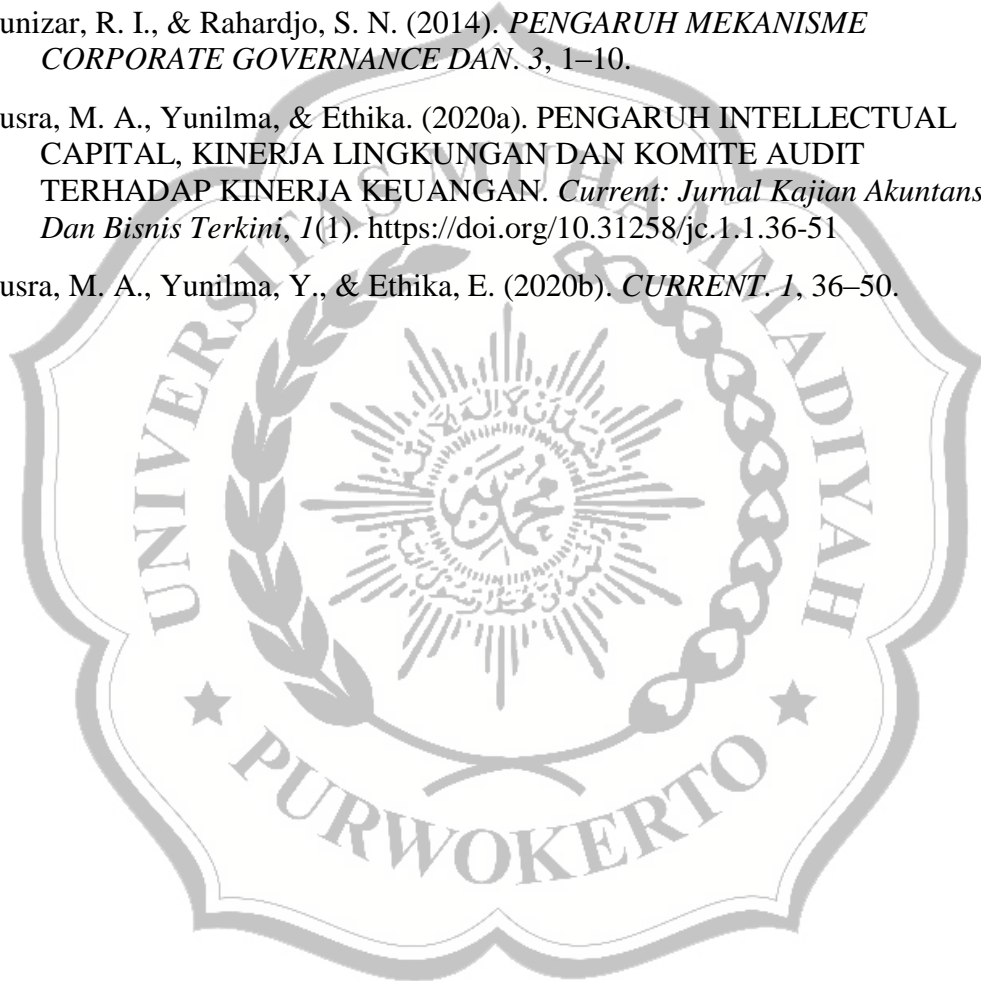 unizar, R. I., & Rahardjo, S. N. (2014). PENGARUH MEKANISME
CORPORATE GOVERNANCE DAN. 3, 1–10.
usra, M. A., Yunilma, & Ethika. (2020a). PENGARUH INTELLECTUAL
CAPITAL, KINERJA LINGKUNGAN DAN KOMITE AUDIT
TERHADAP KINERJA KEUANGAN. Current: Jurnal Kajian Akuntans
Dan Bisnis Terkini, 1(1). https://doi.org/10.31258/jc.1.1.36-51
usra, M. A., Yunilma, Y., & Ethika, E. (2020b). CURRENT. 1, 36–50.
UNIVERSITAS MUHAMMADIYAH
PURWOKERTO